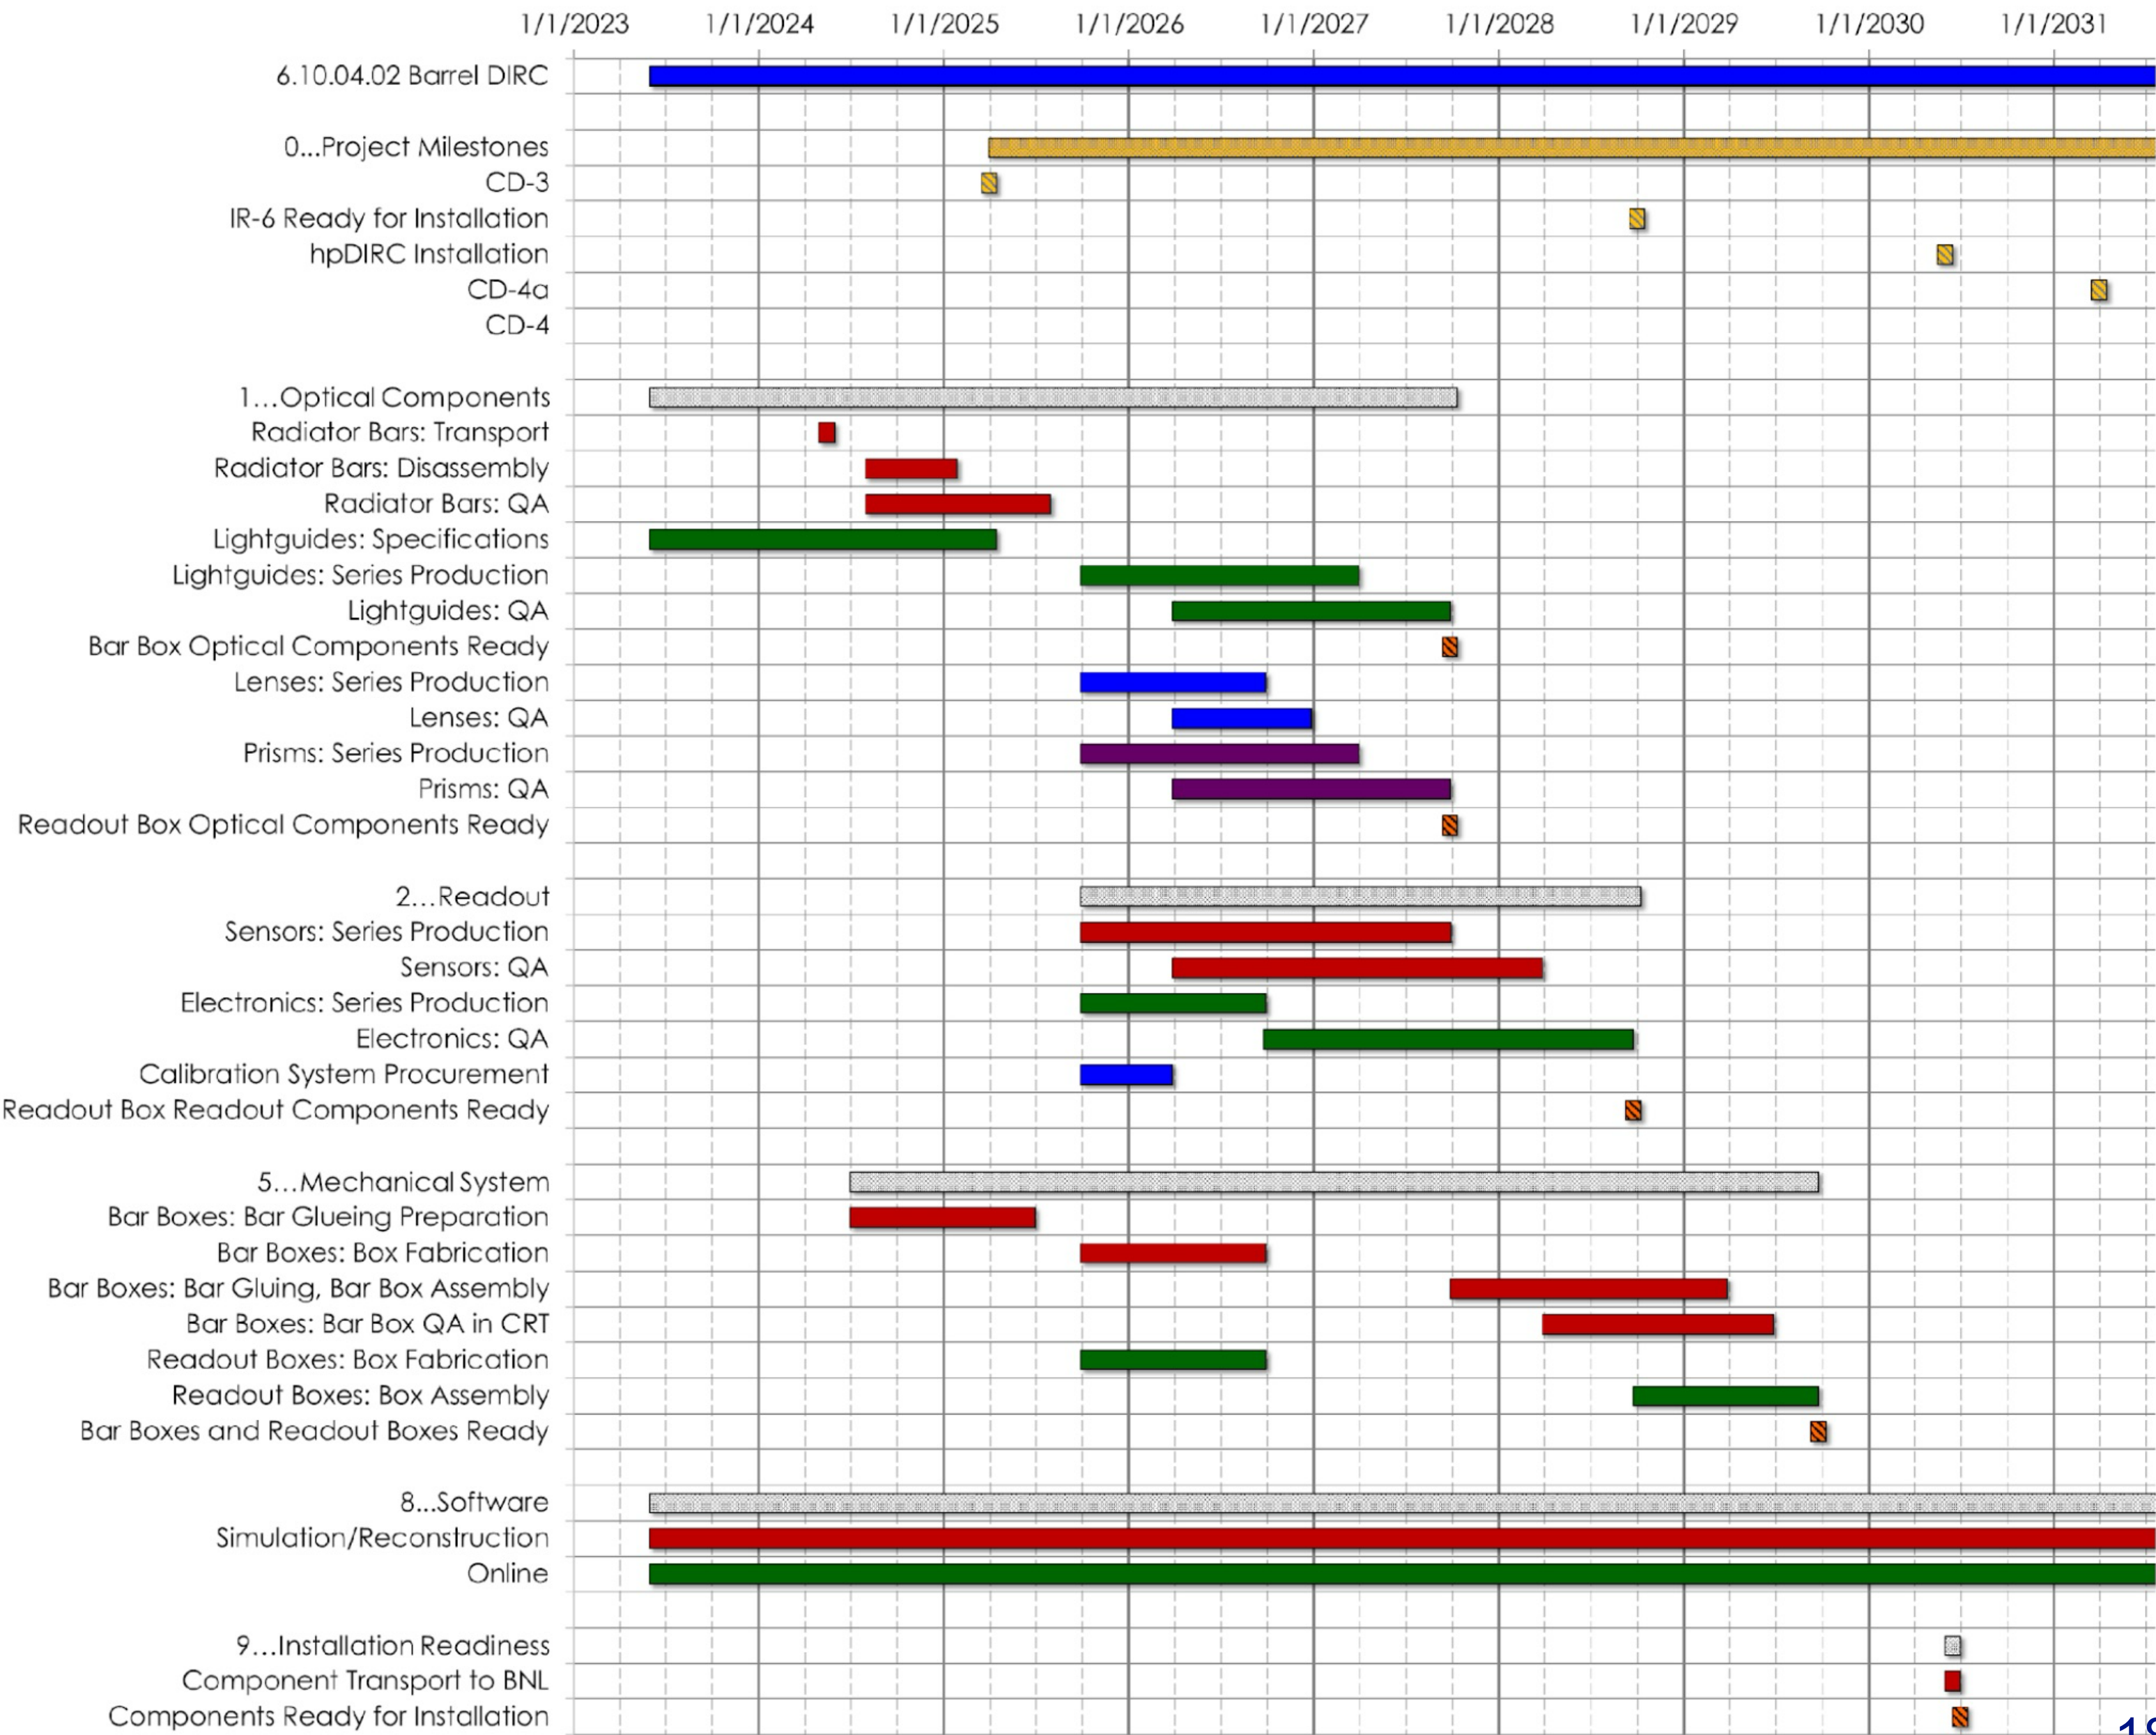 1/1/2023 1/1/2024 1/1/2025 1/1/2026 1/1/2027 1/1/2028 1/1/2029 1/1/2030 1/1/2031
6.10.04.02 Barrel DIRC
0...Project Milestones
CD-3
IR-6 Ready for Installation
hpDIRC Installation
CD-4a
CD-4
1...Optical Components
Radiator Bars: Transport
Radiator Bars: Disassembly
Radiator Bars: QA
Lightguides: Specifications
Lightguides: Series Production
Lightguides: QA
Bar Box Optical Components Ready
Lenses: Series Production
Lenses: QA
Prisms: Series Production
Prisms: QA
Readout Box Optical Components Ready
2...Readout
Sensors: Series Production
Sensors: QA
Electronics: Series Production
Electronics: QA
Calibration System Procurement
Readout Box Readout Components Ready
5...Mechanical System
Bar Boxes: Bar Glueing Preparation
Bar Boxes: Box Fabrication
Bar Boxes: Bar Gluing, Bar Box Assembly
Bar Boxes: Bar Box QA in CRT
Readout Boxes: Box Fabrication
Readout Boxes: Box Assembly
Bar Boxes and Readout Boxes Ready
8...Software
Simulation/Reconstruction
Online
9...Installation Readiness
Component Transport to BNL
Components Ready for Installation